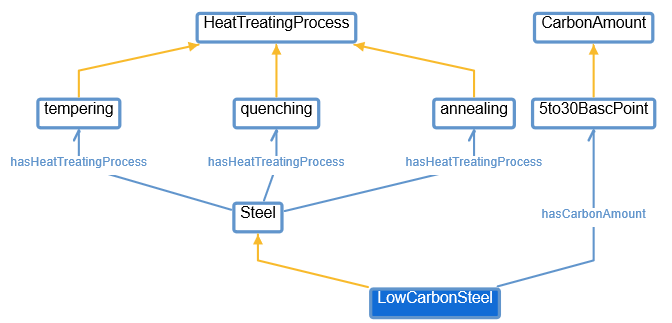 HeatTreatingProcess
CarbonAmount
tempering
quenching
annealing
5to30BascPoint
hasHeatTreatingProcess
hasHeatTreatingProcess
hasHeatTreatingProcess
Steel
hasCarbonAmount
LowCarbonSteel